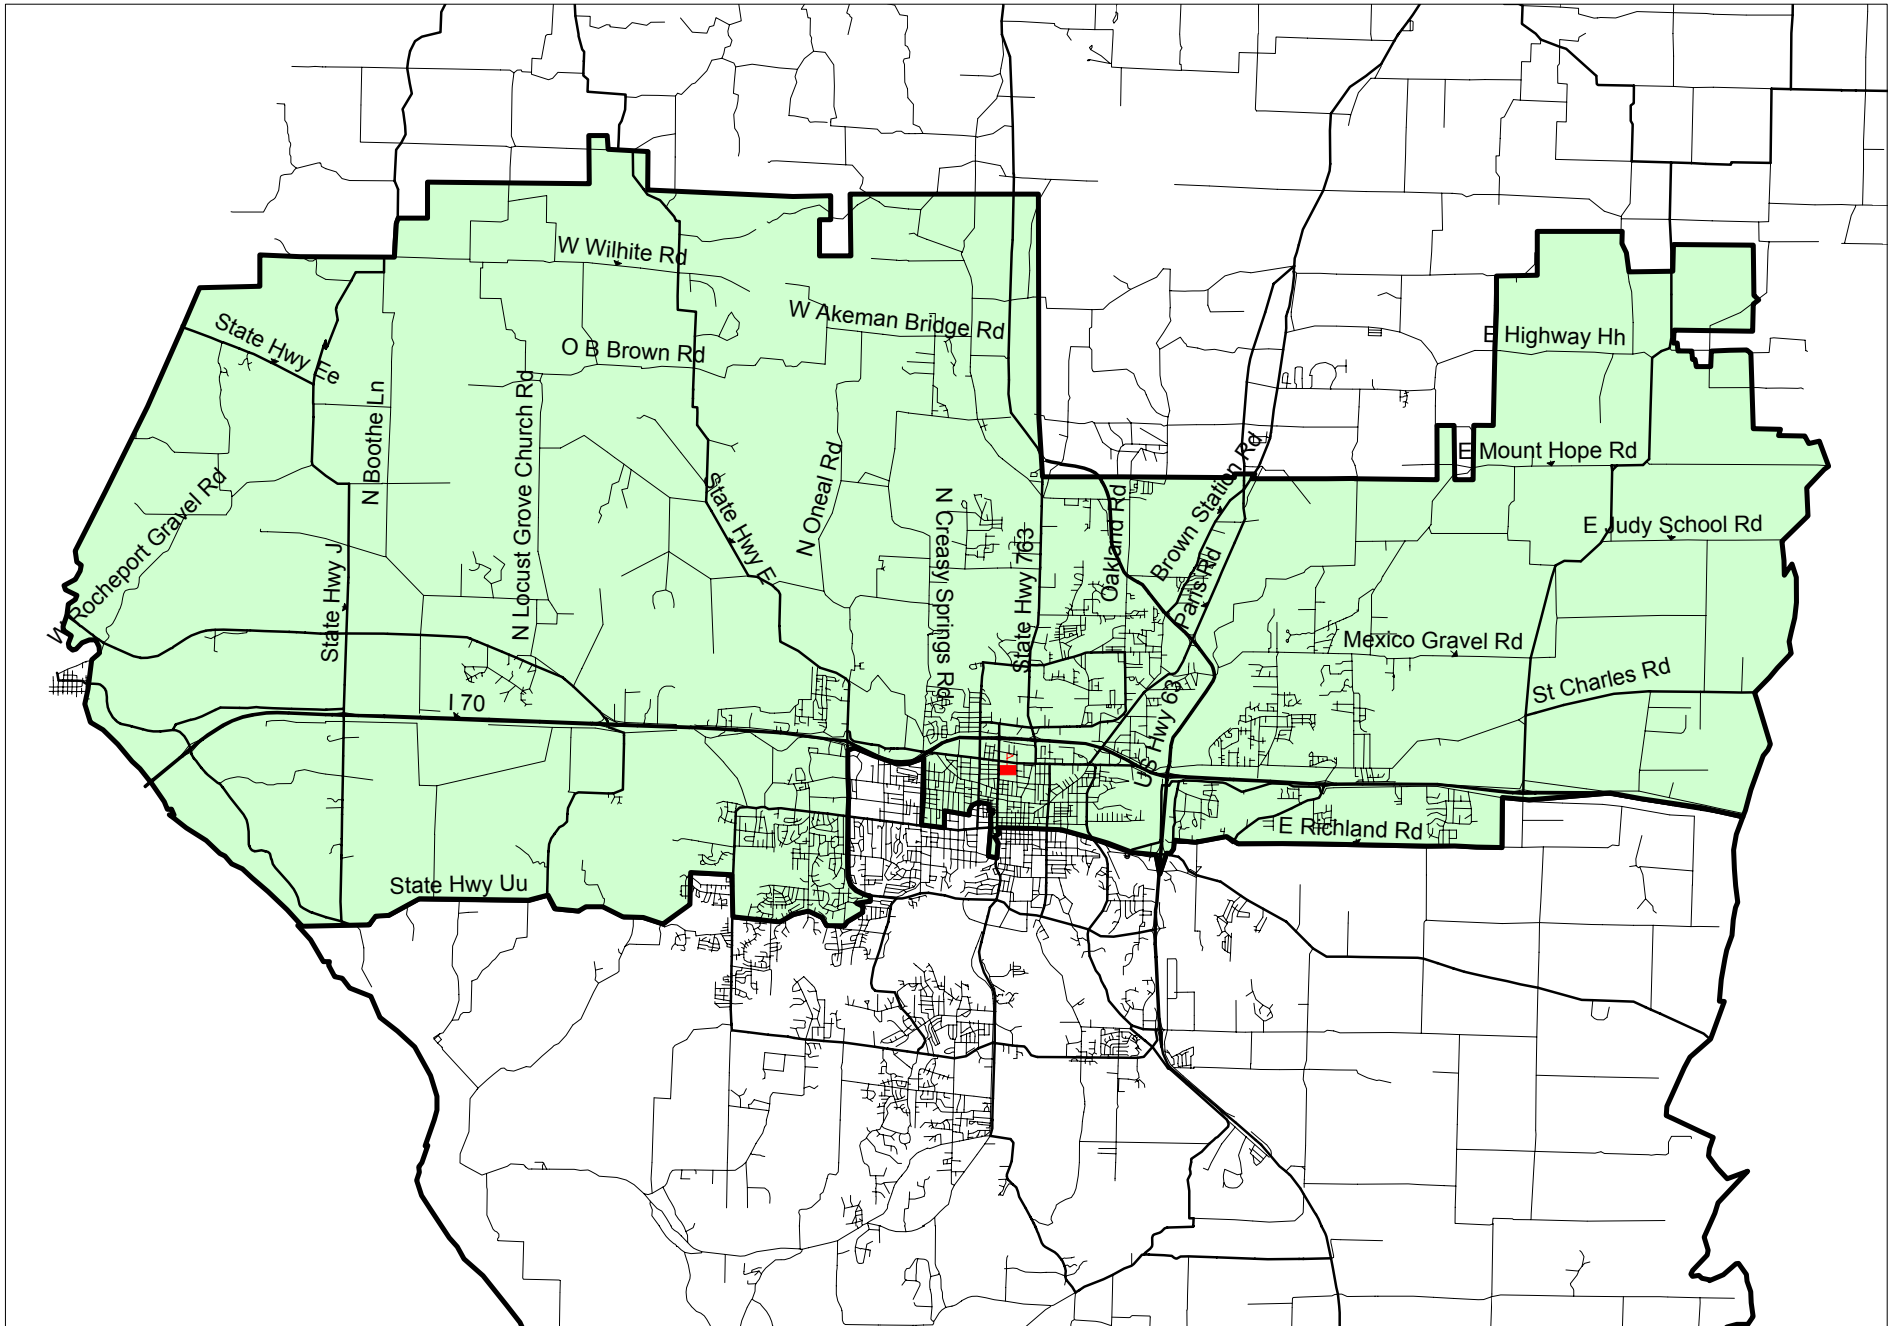 W Wilhite Rd
W Akeman Bridge Rd
State Hwy Ee
O B Brown Rd
E Highway Hh
N Boothe Ln
N Locust Grove Church Rd
E Mount Hope Rd
W Rocheport Gravel Rd
State Hwy E
N Oneal Rd
N Creasy Springs Rd
State Hwy 763
Oakland Rd
Brown Station Rd
Paris Rd
E Judy School Rd
State Hwy J
Mexico Gravel Rd
St Charles Rd
I 70
US Hwy 63
E Richland Rd
State Hwy Uu